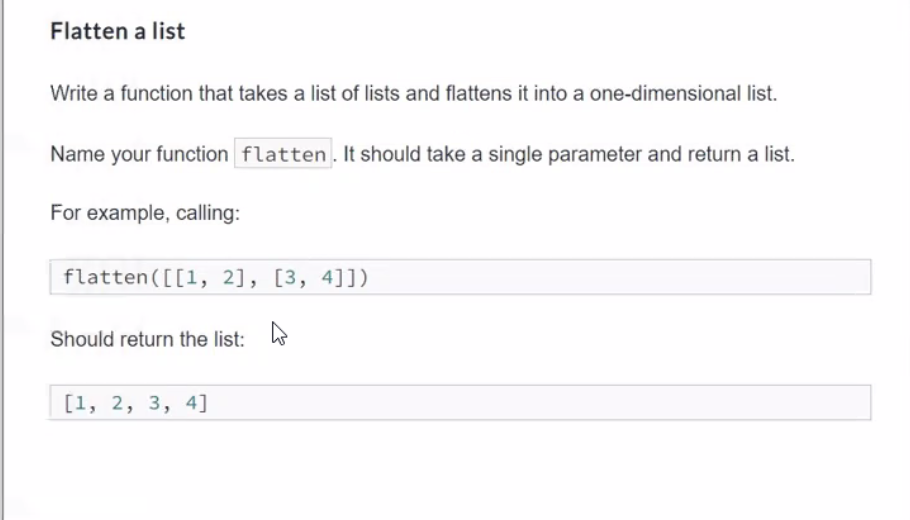 Flatten a list
Write a function that takes a list of lists and flattens it into a one-dimensional list.
Name your function flatten. It should take a single parameter and return a list.
For example, calling:
flatten([[1, 2], [3, 4]])
Should return the list:
[1, 2, 3, 4]